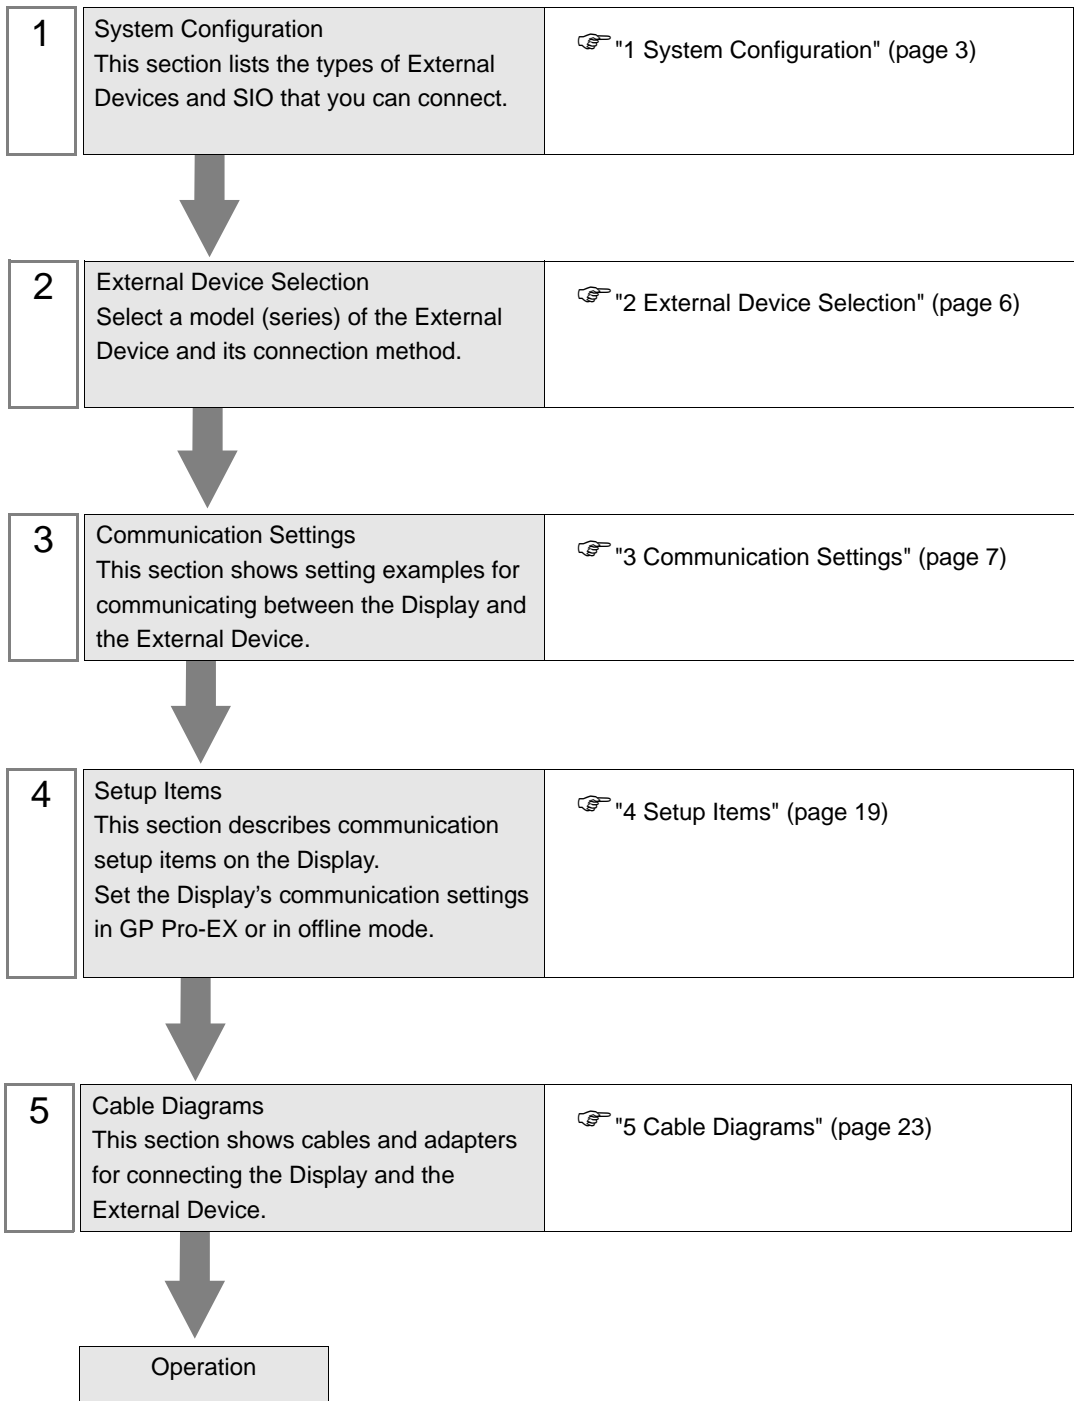 1
System Configuration
This section lists the types of External
Devices and SIO that you can connect.
"1 System Configuration" (page 3)
2
External Device Selection
Select a model (series) of the External
Device and its connection method.
"2 External Device Selection" (page 6)
3
Communication Settings
This section shows setting examples for
communicating between the Display and
the External Device.
"3 Communication Settings" (page 7)
4
Setup Items
This section describes communication
setup items on the Display.
Set the Display’s communication settings
in GP Pro-EX or in offline mode.
"4 Setup Items" (page 19)
5
Cable Diagrams
This section shows cables and adapters
for connecting the Display and the
External Device.
"5 Cable Diagrams" (page 23)
Operation